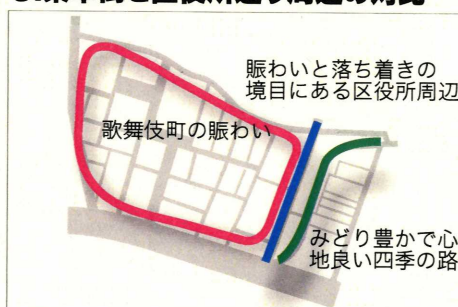 賑わいと落ち着きの
境目にある区役所周辺
歌舞伎町の賑わい
みどり豊かで心
地良い四季の路